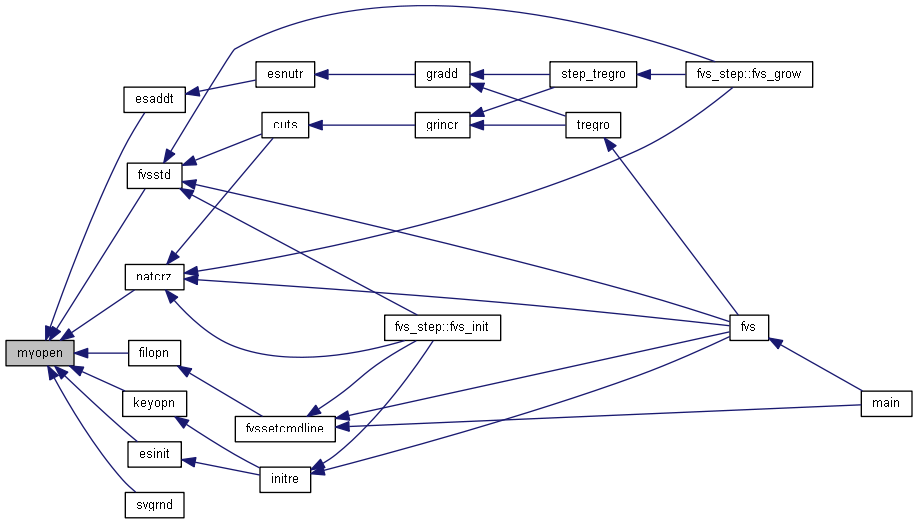 esnutr
gradd
step_tregro
fvs_step::fvs_grow
esaddt
cuts
grincr
tregro
fvsstd
natcrz
fvs_step::fvs_init
fvs
myopen
filopn
keyopn
main
fvssetcmdline
esinit
initre
svgrnd